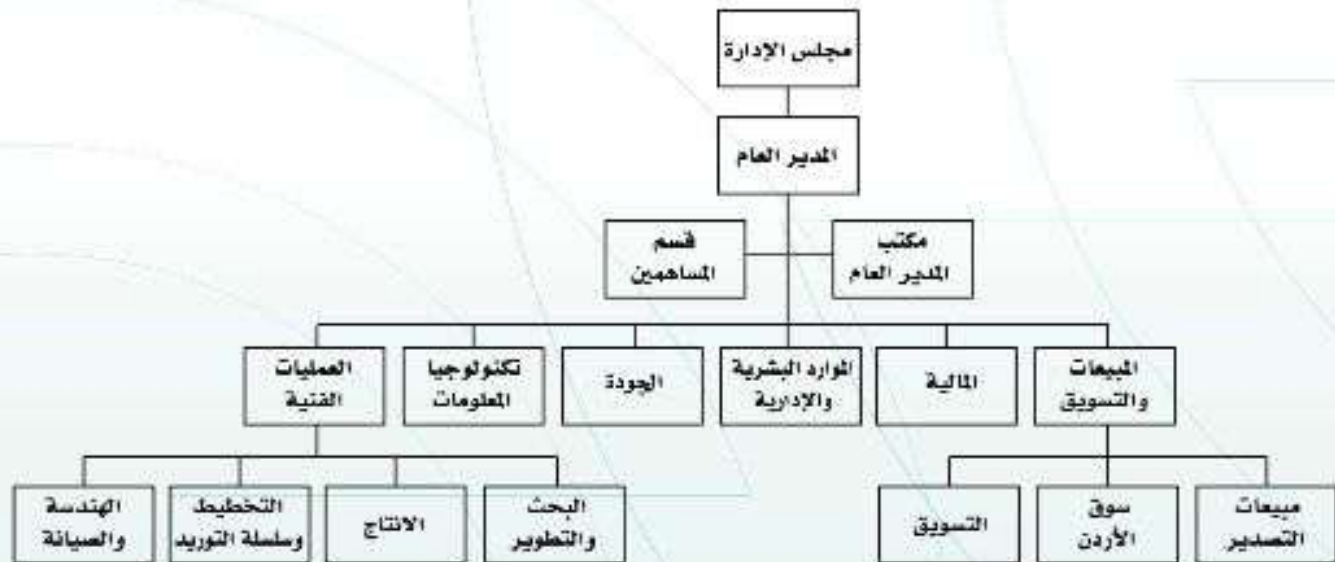 مجلس الإدارة
المدير العام
مكتب
المدير العام
قسم
المساهمين
المبيعات
والتسويق
المالية
الموارد البشرية
والإدارية
الجودة
تكنولوجيا
المعلومات
العمليات
الفنية
مبيعات
التصدير
سوق
الأردن
التسويق
البحث
والتطوير
الانتاج
التخطيط
وسلسلة التوريد
الهندسة
والصيانة